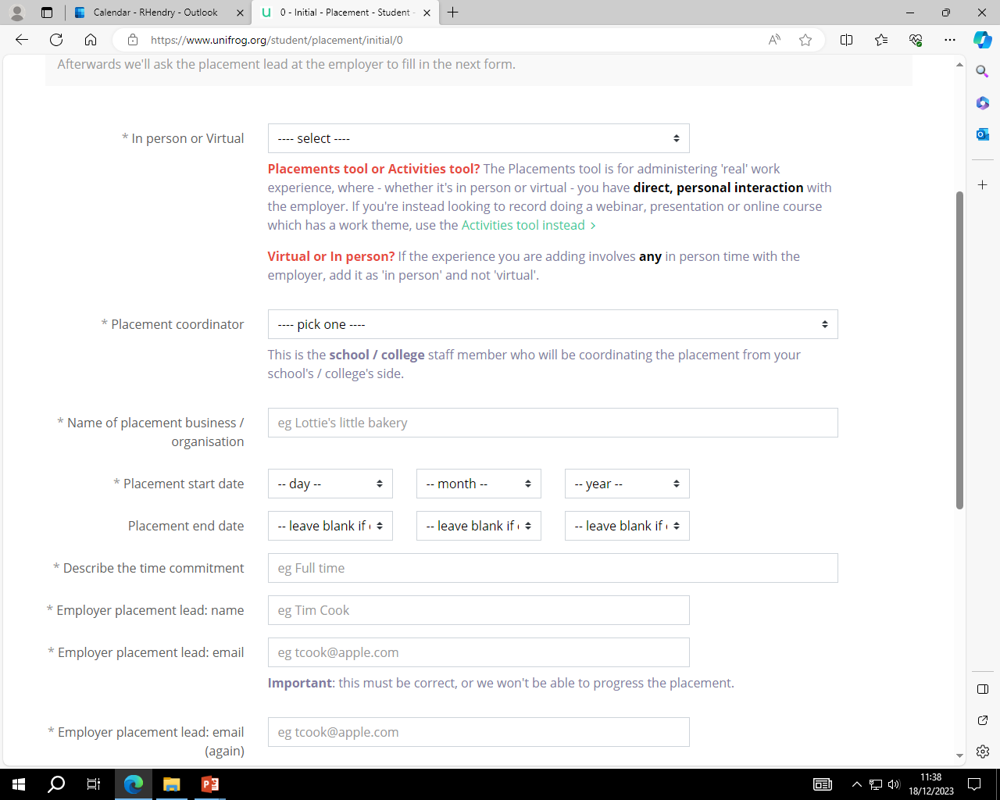 Calendar - RHendry - Outlook
0 - Initial - Placement - Student -
https://www.unifrog.org/student/placement/initial/0
Afterwards we'll ask the placement lead at the employer to fill in the next form.
* In person or Virtual
---- select ----
Placements tool or Activities tool? The Placements tool is for administering 'real' work
experience, where - whether it's in person or virtual - you have direct, personal interaction with
the employer. If you're instead looking to record doing a webinar, presentation or online course
which has a work theme, use the Activities tool instead >
Virtual or In person? If the experience you are adding involves any in person time with the
employer, add it as 'in person' and not 'virtual'.
* Placement coordinator
---- pick one ----
This is the school / college staff member who will be coordinating the placement from your
school's / college's side.
* Name of placement business /
organisation
eg Lottie's little bakery
* Placement start date
-- day --
-- month --
-- year --
Placement end date
-- leave blank if
-- leave blank if
-- leave blank if
* Describe the time commitment
eg Full time
* Employer placement lead: name
eg Tim Cook
* Employer placement lead: email
eg tcook@apple.com
Important: this must be correct, or we won't be able to progress the placement.
* Employer placement lead: email
(again)
eg tcook@apple.com
11:38
18/12/2023